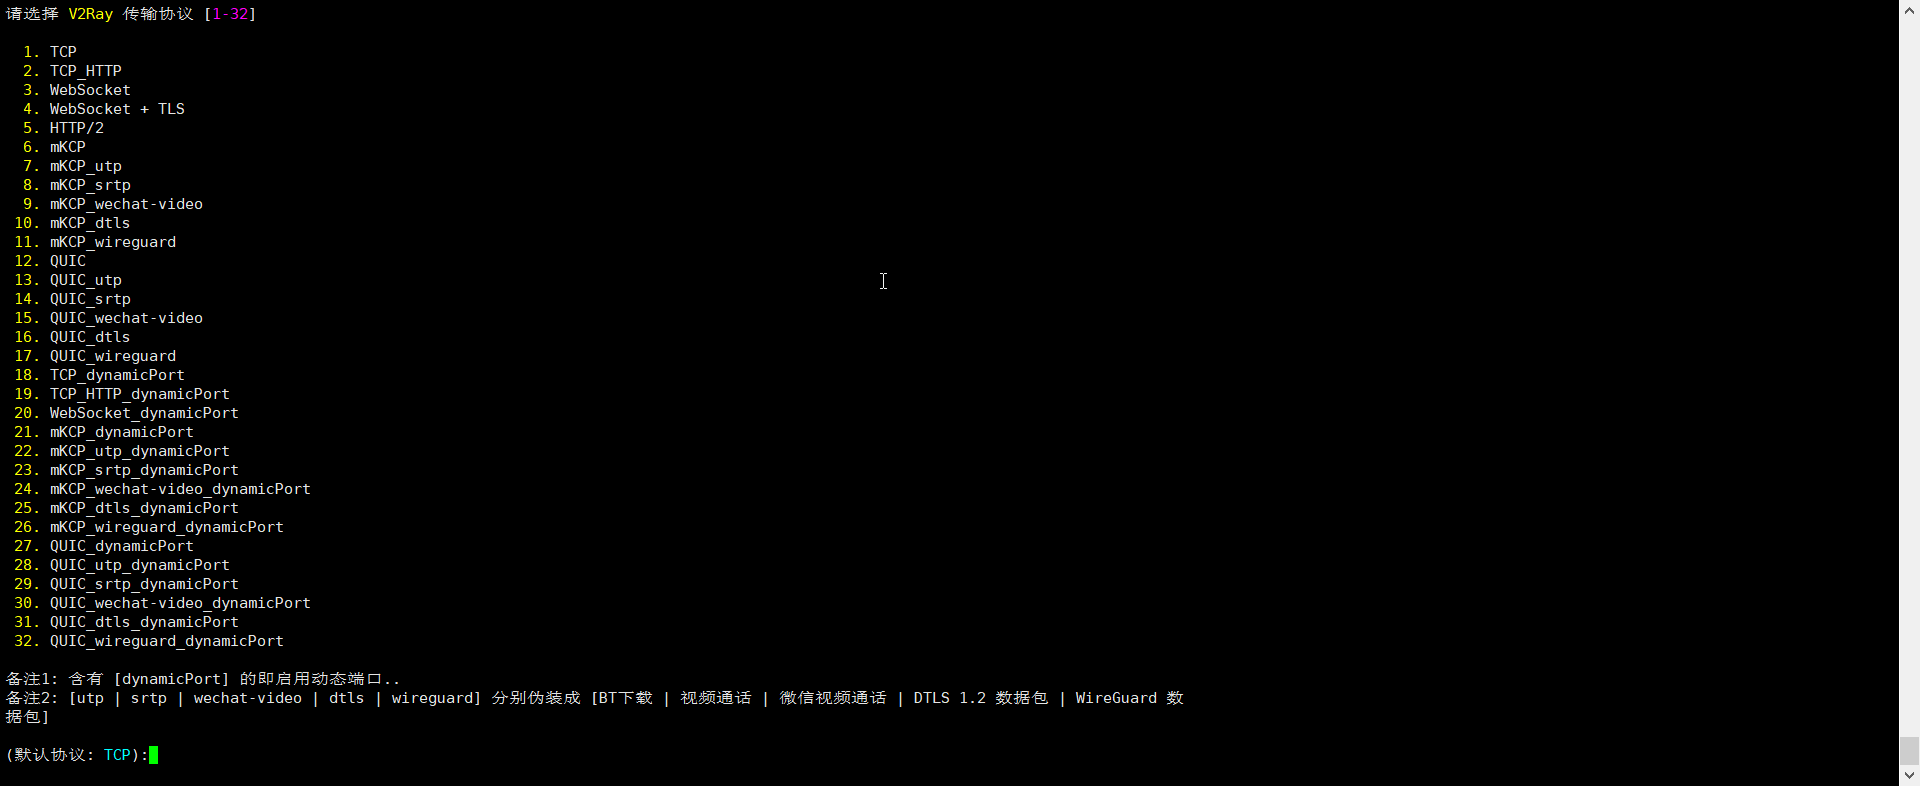 请选择 V2Ray 传输协议 [1-32]
1. TCP
2. TCP_HTTP
3. WebSocket
4. WebSocket + TLS
5. HTTP/2
6. mKCP
7. mKCP_utp
8. mKCP_srtp
9. mKCP_wechat-video
10. mKCP_dtls
11. mKCP_wireguard
12. QUIC
13. QUIC_utp
14. QUIC_srtp
15. QUIC_wechat-video
16. QUIC_dtls
17. QUIC_wireguard
18. TCP_dynamicPort
19. TCP_HTTP_dynamicPort
20. WebSocket_dynamicPort
21. mKCP_dynamicPort
22. mKCP_utp_dynamicPort
23. mKCP_srtp_dynamicPort
24. mKCP_wechat-video_dynamicPort
25. mKCP_dtls_dynamicPort
26. mKCP_wireguard_dynamicPort
27. QUIC_dynamicPort
28. QUIC_utp_dynamicPort
29. QUIC_srtp_dynamicPort
30. QUIC_wechat-video_dynamicPort
31. QUIC_dtls_dynamicPort
32. QUIC_wireguard_dynamicPort
备注1: 含有 [dynamicPort] 的即启用动态端口..
备注2: [utp | srtp | wechat-video | dtls | wireguard] 分别伪装成 [BT下载 | 视频通话 | 微信视频通话 | DTLS 1.2 数据包 | WireGuard 数
据包]
(默认协议: TCP):